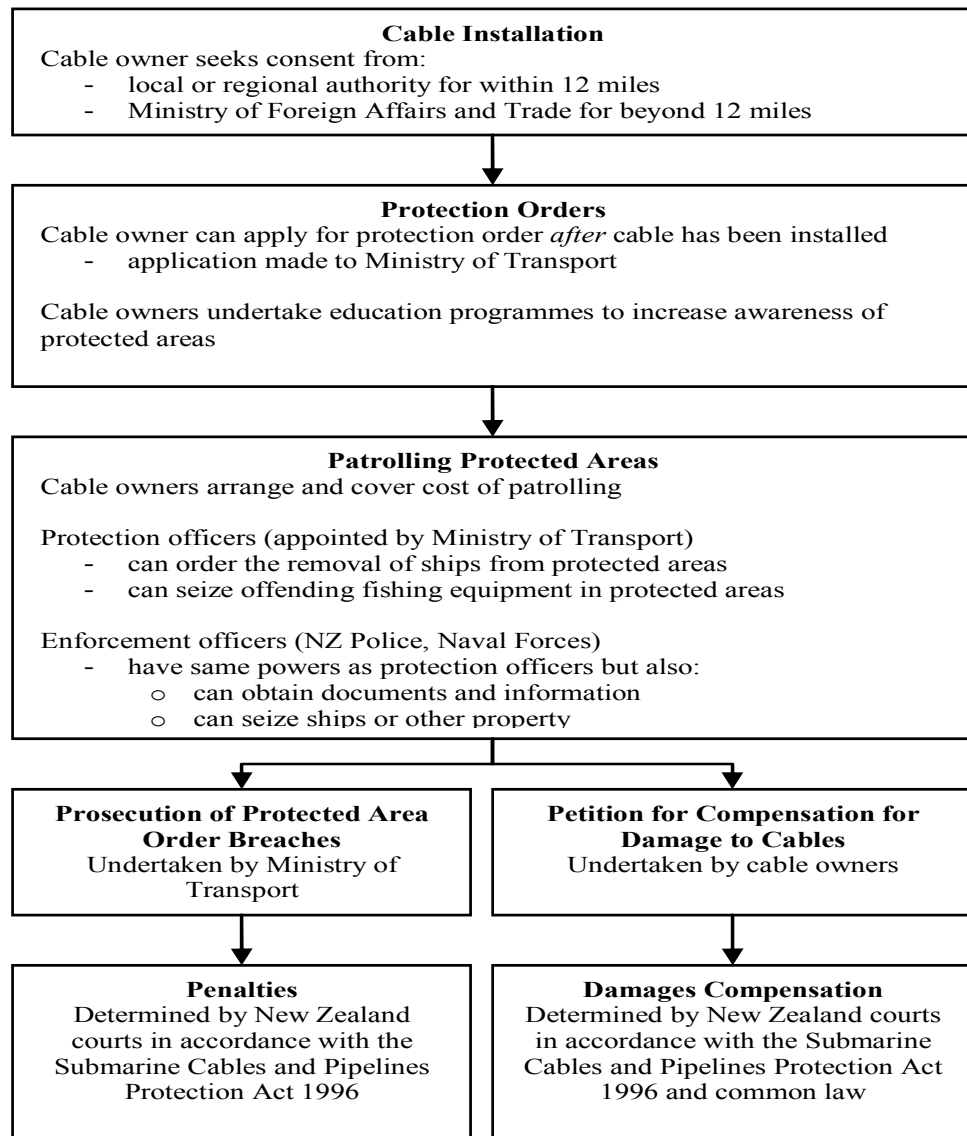 Cable Installation
Cable owner seeks consent from:
- local or regional authority for within 12 miles
- Ministry of Foreign Affairs and Trade for beyond 12 miles
Protection Orders
Cable owner can apply for protection order after cable has been installed
- application made to Ministry of Transport
Cable owners undertake education programmes to increase awareness of
protected areas
Patrolling Protected Areas
Cable owners arrange and cover cost of patrolling
Protection officers (appointed by Ministry of Transport)
- can order the removal of ships from protected areas
- can seize offending fishing equipment in protected areas
Enforcement officers (NZ Police, Naval Forces)
- have same powers as protection officers but also:
o can obtain documents and information
o can seize ships or other property
Prosecution of Protected Area
Order Breaches
Undertaken by Ministry of
Transport
Petition for Compensation for
Damage to Cables
Undertaken by cable owners
Penalties
Determined by New Zealand
courts in accordance with the
Submarine Cables and Pipelines
Protection Act 1996
Damages Compensation
Determined by New Zealand courts
in accordance with the Submarine
Cables and Pipelines Protection Act
1996 and common law